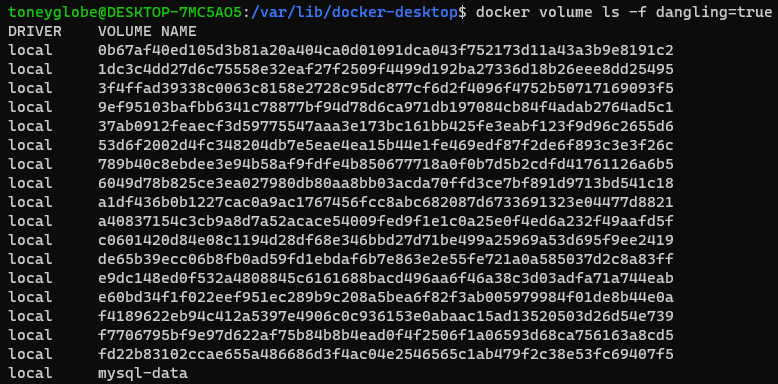 toneyglobe@DESKTOP-7MC5AO5:/var/lib/docker-desktop$ docker volume ls -f dangling=true
DRIVER    VOLUME NAME
local     0b67af40ed105d3b81a20a404ca0d01091dca043f752173d11a43a3b9e8191c2
local     1dc3c4dd27d6c75558e32eaf27f2509f4499d192ba27336d18b26eee8dd25495
local     3f4ffad39338c0063c8158e2728c95dc877cf6d2f4096f4752b50717169093f5
local     9ef95103bafbb6341c78877bf94d78d6ca971db197084cb84f4adab2764ad5c1
local     37ab0912feaecf3d59775547aaa3e173bc161bb425fe3eabf123f9d96c2655d6
local     53d6f2002d4fc348204db7e5eae4ea15b44e1fe469edf87f2de6f893c3e3f26c
local     789b40c8ebdee3e94b58af9fdfe4b850677718a0f0b7d5b2cdfd41761126a6b5
local     6049d78b825ce3ea027980db80aa8bb03acda70ffd3ce7bf891d9713bd541c18
local     a1df436b0b1227cac0a9ac1767456fcc8abc682087d6733691323e04477d8821
local     a40837154c3cb9a8d7a52acace54009fed9f1e1c0a25e0f4ed6a232f49aafd5f
local     c0601420d84e08c1194d28df68e346bbd27d71be499a25969a53d695f9ee2419
local     de65b39ecc06b8fb0ad59fd1ebdaf6b7e863e2e55fe721a0a585037d2c8a83ff
local     e9dc148ed0f532a4808845c6161688bacd496aa6f46a38c3d03adfa71a744eab
local     e60bd34f1f022eef951ec289b9c208a5bea6f82f3ab005979984f01de8b44e0a
local     f4189622eb94c412a5397e4906c0c936153e0abaac15ad13520503d26d54e739
local     f7706795bf9e97d622af75b84b8b4ead0f4f2506f1a06593d68ca756163a8cd5
local     fd22b83102ccae655a486686d3f4ac04e2546565c1ab479f2c38e53fc69407f5
local     mysql-data